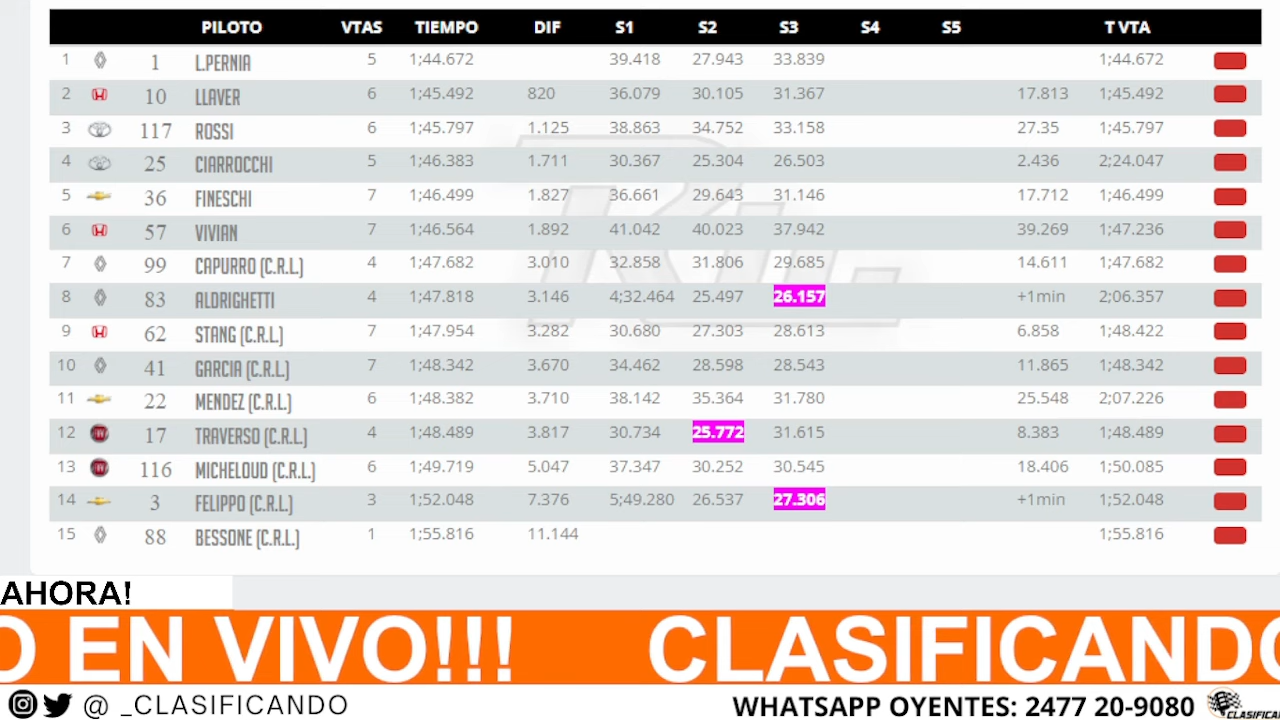 PILOTO VTAS TIEMPO DIF S1 S2 S3 S4 S5 T VTA
1 1 L.PERNIA 5 1;44.672 39.418 27.943 33.839 1;44.672
2 10 LLAVER 6 1;45.492 820 36.079 30.105 31.367 17.813 1;45.492
3 117 ROSSI 6 1;45.797 1.125 38.863 34.752 33.158 27.35 1;45.797
4 25 CIARROCCHI 5 1;46.383 1.711 30.367 25.304 26.503 2.436 2;24.047
5 36 FINESCHI 7 1;46.499 1.827 36.661 29.643 31.146 17.712 1;46.499
6 57 VIVIAN 7 1;46.564 1.892 41.042 40.023 37.942 39.269 1;47.236
7 99 CAPURRO (C.R.L.) 4 1;47.682 3.010 32.858 31.806 29.685 14.611 1;47.682
8 83 ALDRIGHETTI 4 1;47.818 3.146 4;32.464 25.497 26.157 +1min 2;06.357
9 62 STANG (C.R.L.) 7 1;47.954 3.282 30.680 27.303 28.613 6.858 1;48.422
10 41 GARCIA (C.R.L.) 7 1;48.342 3.670 34.462 28.598 28.543 11.865 1;48.342
11 22 MENDEZ (C.R.L.) 6 1;48.382 3.710 38.142 35.364 31.780 25.548 2;07.226
12 17 TRAVERSO (C.R.L.) 4 1;48.489 3.817 30.734 25.772 31.615 8.383 1;48.489
13 116 MICHELOUD (C.R.L.) 6 1;49.719 5.047 37.347 30.252 30.545 18.406 1;50.085
14 3 FELIPPO (C.R.L.) 3 1;52.048 7.376 5;49.280 26.537 27.306 +1min 1;52.048
15 88 BESSONE (C.R.L.) 1 1;55.816 11.144 1;55.816
AHORA!
O EN VIVO!!! CLASIFICANDO
@ _CLASIFICANDO WHATSAPP OYENTES: 2477 20-9080 CLASIFICA